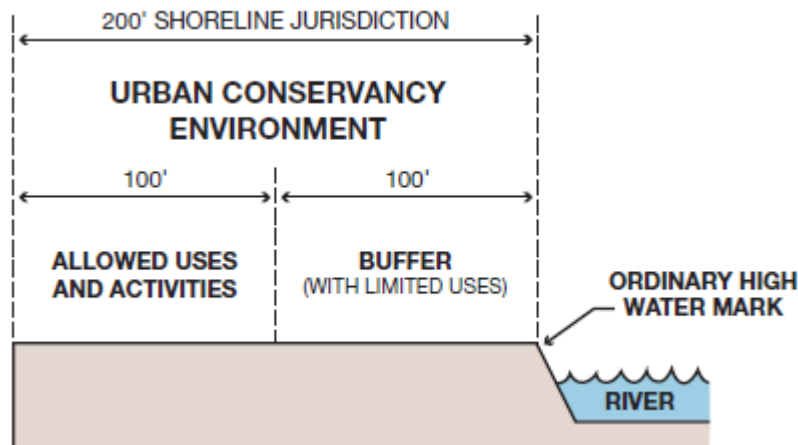 200' SHORELINE JURISDICTION
URBAN CONSERVANCY
ENVIRONMENT
100'
100'
ALLOWED USES
AND ACTIVITIES
BUFFER
(WITH LIMITED USES)
ORDINARY HIGH
WATER MARK
RIVER